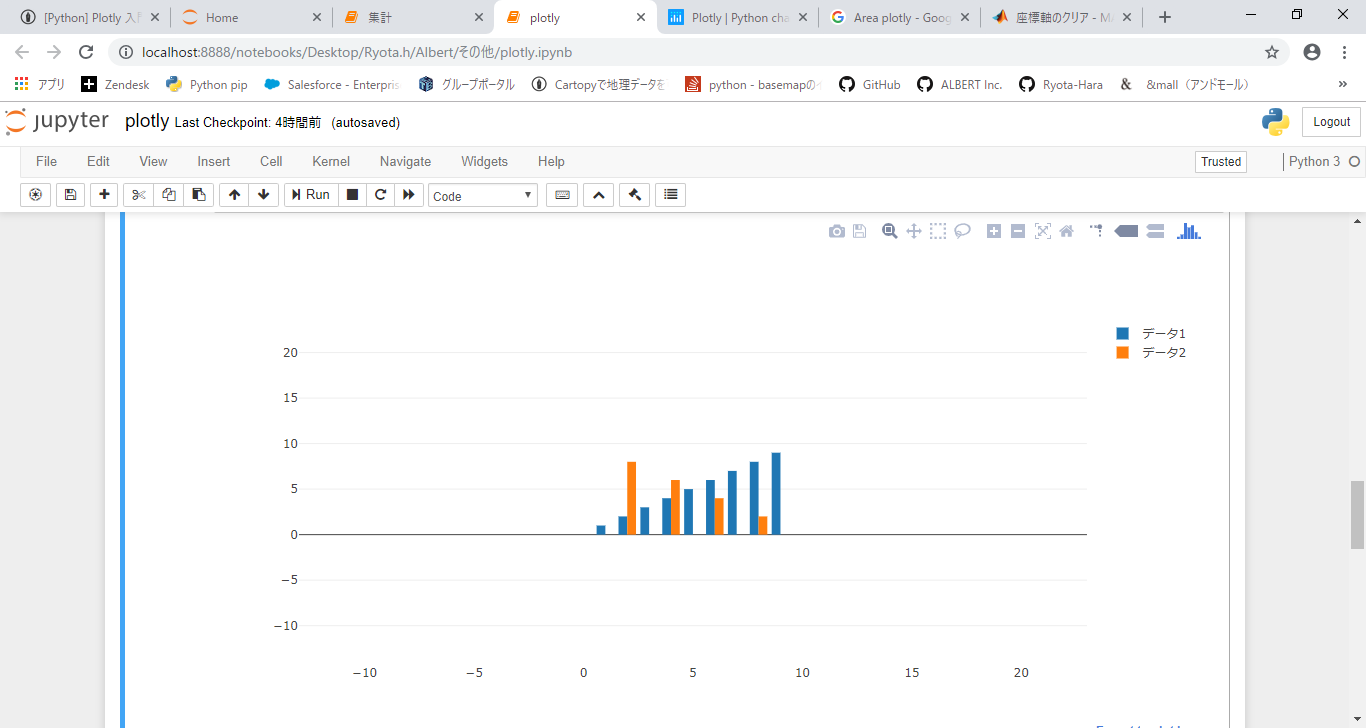 [Python] Plotly 入 Home 集計 plotly Plotly | Python cha Area plotly - Goog 座標軸のクリア - M
localhost:8888/notebooks/Desktop/Ryota.h/Albert/その他/plotly.ipynb
アプリ Zendesk Python pip Salesforce - Enterpris グループポータル Cartopyで地理データを python - basemapの GitHub ALBERT Inc. Ryota-Hara & &mall（アンドモール） »
jupyter plotly Last Checkpoint: 4時間前 (autosaved) Logout
File Edit View Insert Cell Kernel Navigate Widgets Help Trusted Python 3
Run Code
データ1
データ2
20
15
10
5
0
−5
−10
−10 −5 0 5 10 15 20